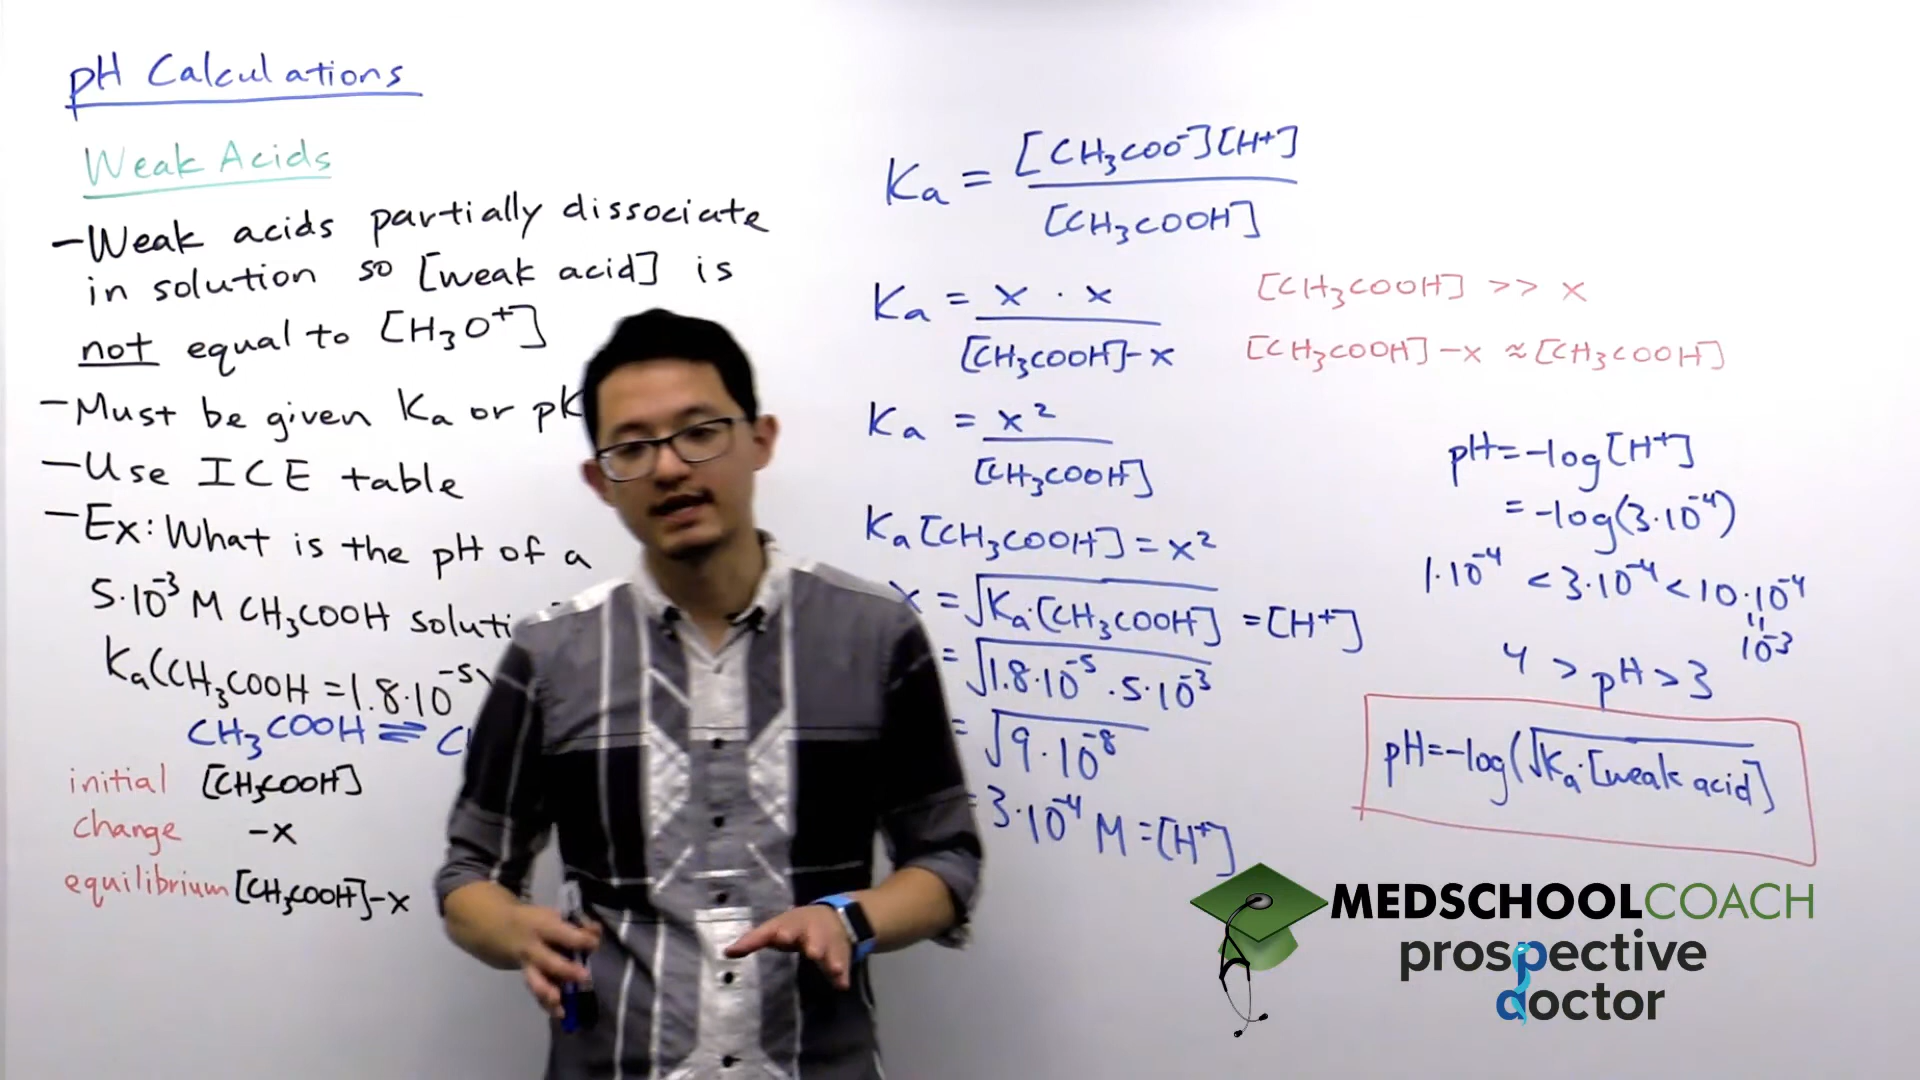 pH Calculations
Weak Acids
- Weak acids partially dissociate
in solution so [weak acid] is
not equal to [H₃O⁺]
- Must be given Ka or pK
- Use ICE table
- Ex: What is the pH of a
5·10⁻³ M CH₃COOH soluti
Ka(CH₃COOH = 1.8·10⁻⁵)
CH₃COOH ⇌ C
initial [CH₃COOH]
change -x
equilibrium [CH₃COOH]-x
Ka = [CH₃COO⁻][H⁺]
[CH₃COOH]
Ka = x · x
[CH₃COOH]-x
[CH₃COOH] >> x
[CH₃COOH] -x ≈ [CH₃COOH]
Ka = x²
[CH₃COOH]
Ka[CH₃COOH] = x²
x = √Ka·[CH₃COOH] = [H⁺]
= √1.8·10⁻⁵ · 5·10⁻³
= √9·10⁻⁸
= 3·10⁻⁴ M = [H⁺]
pH = -log[H⁺]
= -log(3·10⁻⁴)
1·10⁻⁴ < 3·10⁻⁴ < 10·10⁻⁴
=
10⁻³
4 > pH > 3
pH = -log(√Ka·[weak acid]
MEDSCHOOLCOACH
prospective
doctor